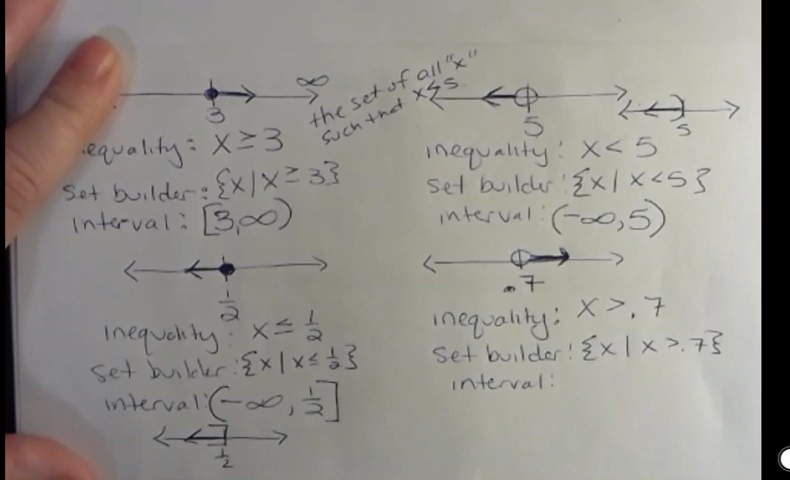 ∞
3
the set of all "x"
such that x≤5
5
5
equality: x ≥ 3
set builder: {x | x ≥ 3}
interval: [3,∞)
inequality: x < 5
set builder: {x | x < 5}
interval: (-∞, 5)
1/2
.7
inequality: x ≤ 1/2
set builder: {x | x ≤ 1/2}
interval: (-∞, 1/2]
1/2
inequality: x > .7
set builder: {x | x > .7}
interval: